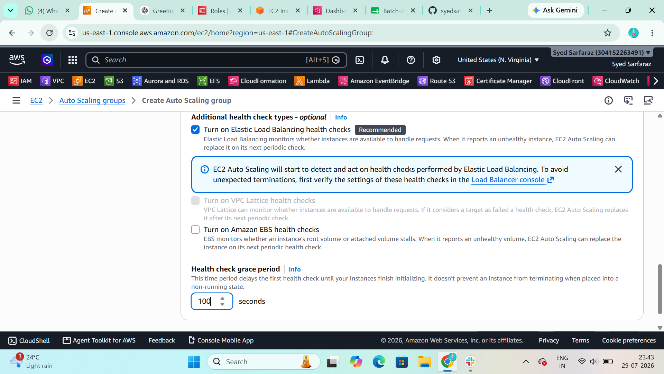 (4) Wh
Create
Greenin
Roles |
EC2 Ins
Dashbo
Batchur
syedsar
Ask Gemini
us-east-1.console.aws.amazon.com/ec2/home?region=us-east-1#CreateAutoScalingGroup:
aws
Search [Alt+S]
United States (N. Virginia)
Syed Sarfaraz (304152263491)
Syed Sarfaraz
IAM VPC EC2 S3 Aurora and RDS EFS CloudFormation Lambda Amazon EventBridge Route 53 Certificate Manager CloudFront CloudWatch
EC2 > Auto Scaling groups > Create Auto Scaling group
Additional health check types - optional Info
Turn on Elastic Load Balancing health checks Recommended
Elastic Load Balancing monitors whether instances are available to handle requests. When it reports an unhealthy instance, EC2 Auto Scaling can
replace it on its next periodic check.
EC2 Auto Scaling will start to detect and act on health checks performed by Elastic Load Balancing. To avoid
unexpected terminations, first verify the settings of these health checks in the Load Balancer console
Turn on VPC Lattice health checks
VPC Lattice can monitor whether instances are available to handle requests. If it considers a target as failed a health check, EC2 Auto Scaling replaces
it after its next periodic check.
Turn on Amazon EBS health checks
EBS monitors whether an instance's root volume or attached volume stalls. When it reports an unhealthy volume, EC2 Auto Scaling can replace the
instance on its next periodic health check.
Health check grace period Info
This time period delays the first health check until your instances finish initializing. It doesn't prevent an instance from terminating when placed into a
non-running state.
100 seconds
CloudShell Agent Toolkit for AWS Feedback Console Mobile App © 2026, Amazon Web Services, Inc. or its affiliates. Privacy Terms Cookie preferences
1
24°C
Light rain
Search
ENG
IN
23:43
29-07-2026